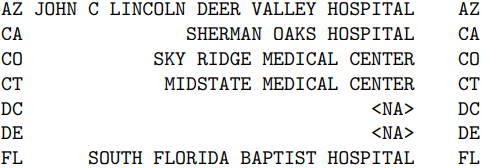 AZ JOHN C LINCOLN DEER VALLEY HOSPITAL AZ
CA SHERMAN OAKS HOSPITAL CA
CO SKY RIDGE MEDICAL CENTER CO
CT MIDSTATE MEDICAL CENTER CT
DC <NA> DC
DE <NA> DE
FL SOUTH FLORIDA BAPTIST HOSPITAL FL